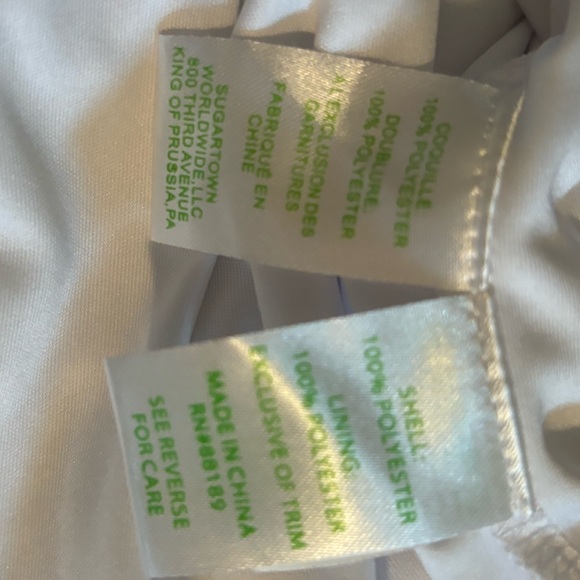 COQUILLE:
100% POLYESTER
DOUBLURE:
100% POLYESTER
A L'EXCLUSION DES
GARNITURES
FABRIQUÉ EN
CHINE
SUGARTOWN
WORLDWIDE, LLC
800 THIRD AVENUE
KING OF PRUSSIA, PA
SHELL:
100% POLYESTER
LINING:
100% POLYESTER
EXCLUSIVE OF TRIM
MADE IN CHINA
RN#88189
SEE REVERSE
FOR CARE